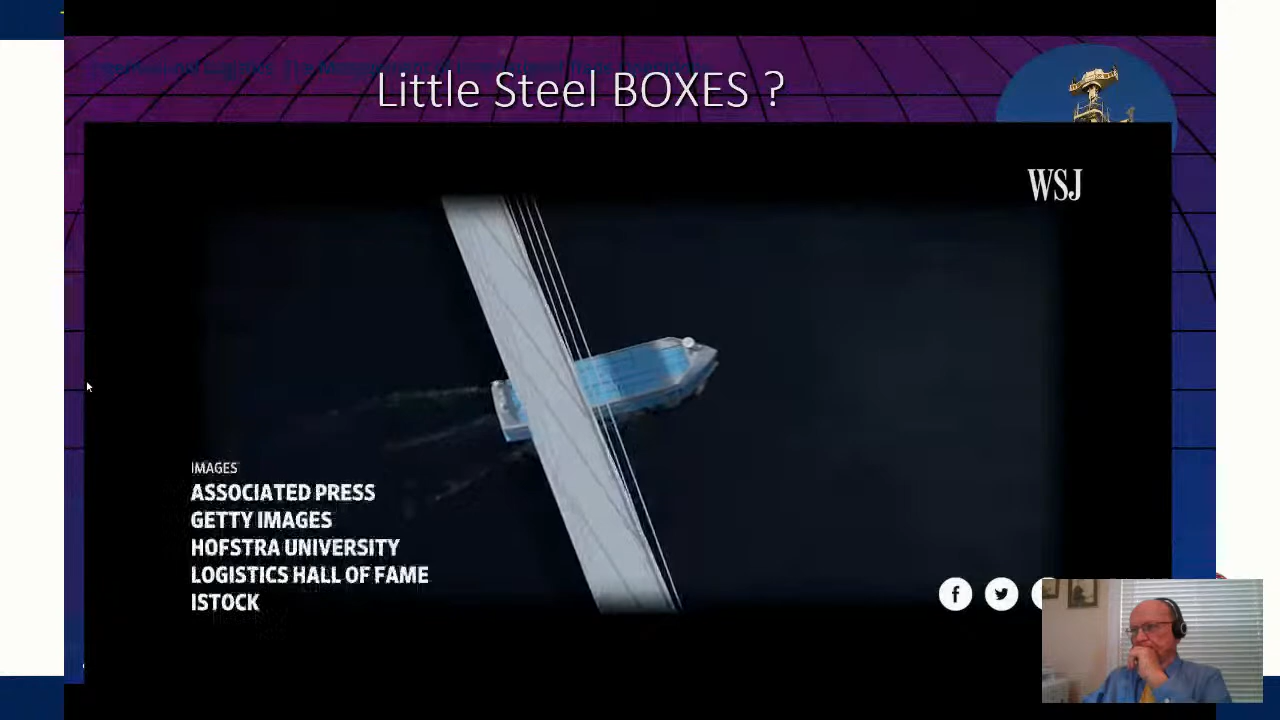 Little Steel BOXES ?
WSJ
IMAGES
ASSOCIATED PRESS
GETTY IMAGES
HOFSTRA UNIVERSITY
LOGISTICS HALL OF FAME
ISTOCK